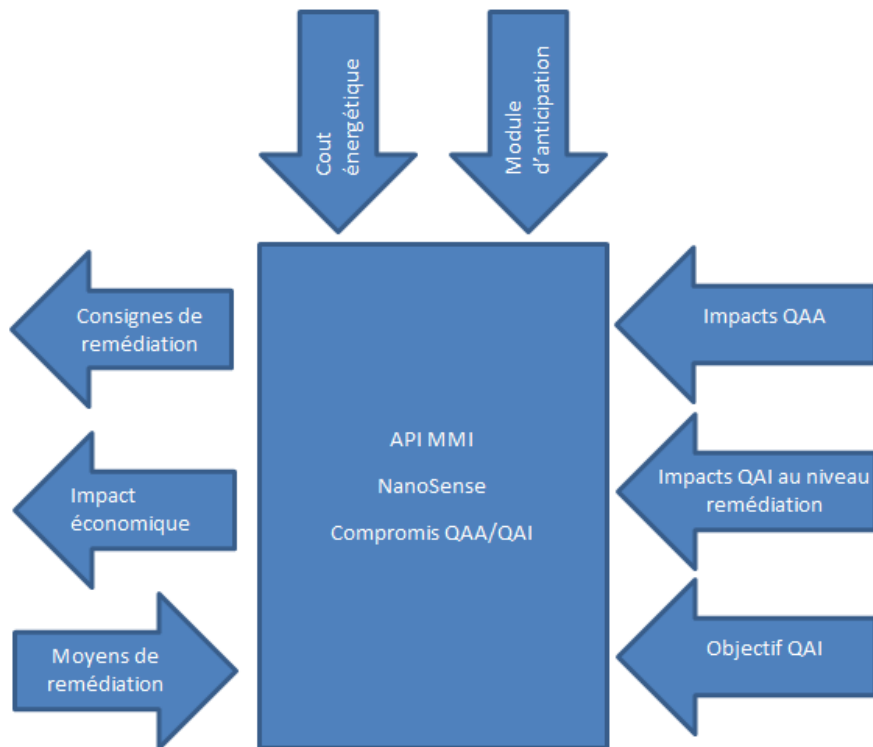 Cout
énergétique
Module
d'anticipation
Consignes de
remédiation
Impacts QAA
API MMI
NanoSense
Compromis QAA/QAI
Impact
économique
Impacts QAI au niveau
remédiation
Moyens de
remédiation
Objectif QAI